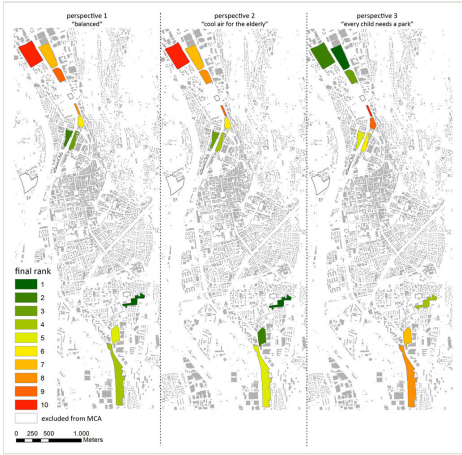 perspective 1
"balanced"
perspective 2
"cool air for the elderly"
perspective 3
"every child needs a park"
final rank
1
2
3
4
5
6
7
8
9
10
excluded from MCA
0 250 500 1.000
Meters